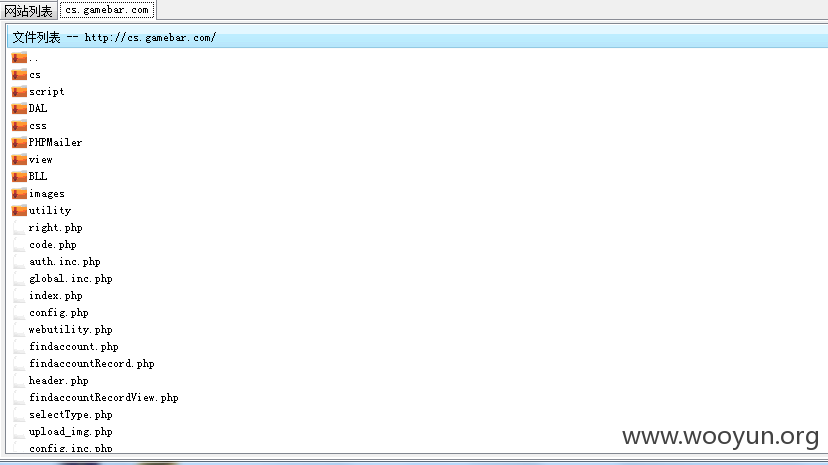 网站列表 cs.gamebar.com
文件列表 -- http://cs.gamebar.com/
..
cs
script
DAL
css
PHPMailer
view
BLL
images
utility
right.php
code.php
auth.inc.php
global.inc.php
index.php
config.php
webutility.php
findaccount.php
findaccountRecord.php
header.php
findaccountRecordView.php
selectType.php
upload_img.php
config.inc.php
www.wooyun.org